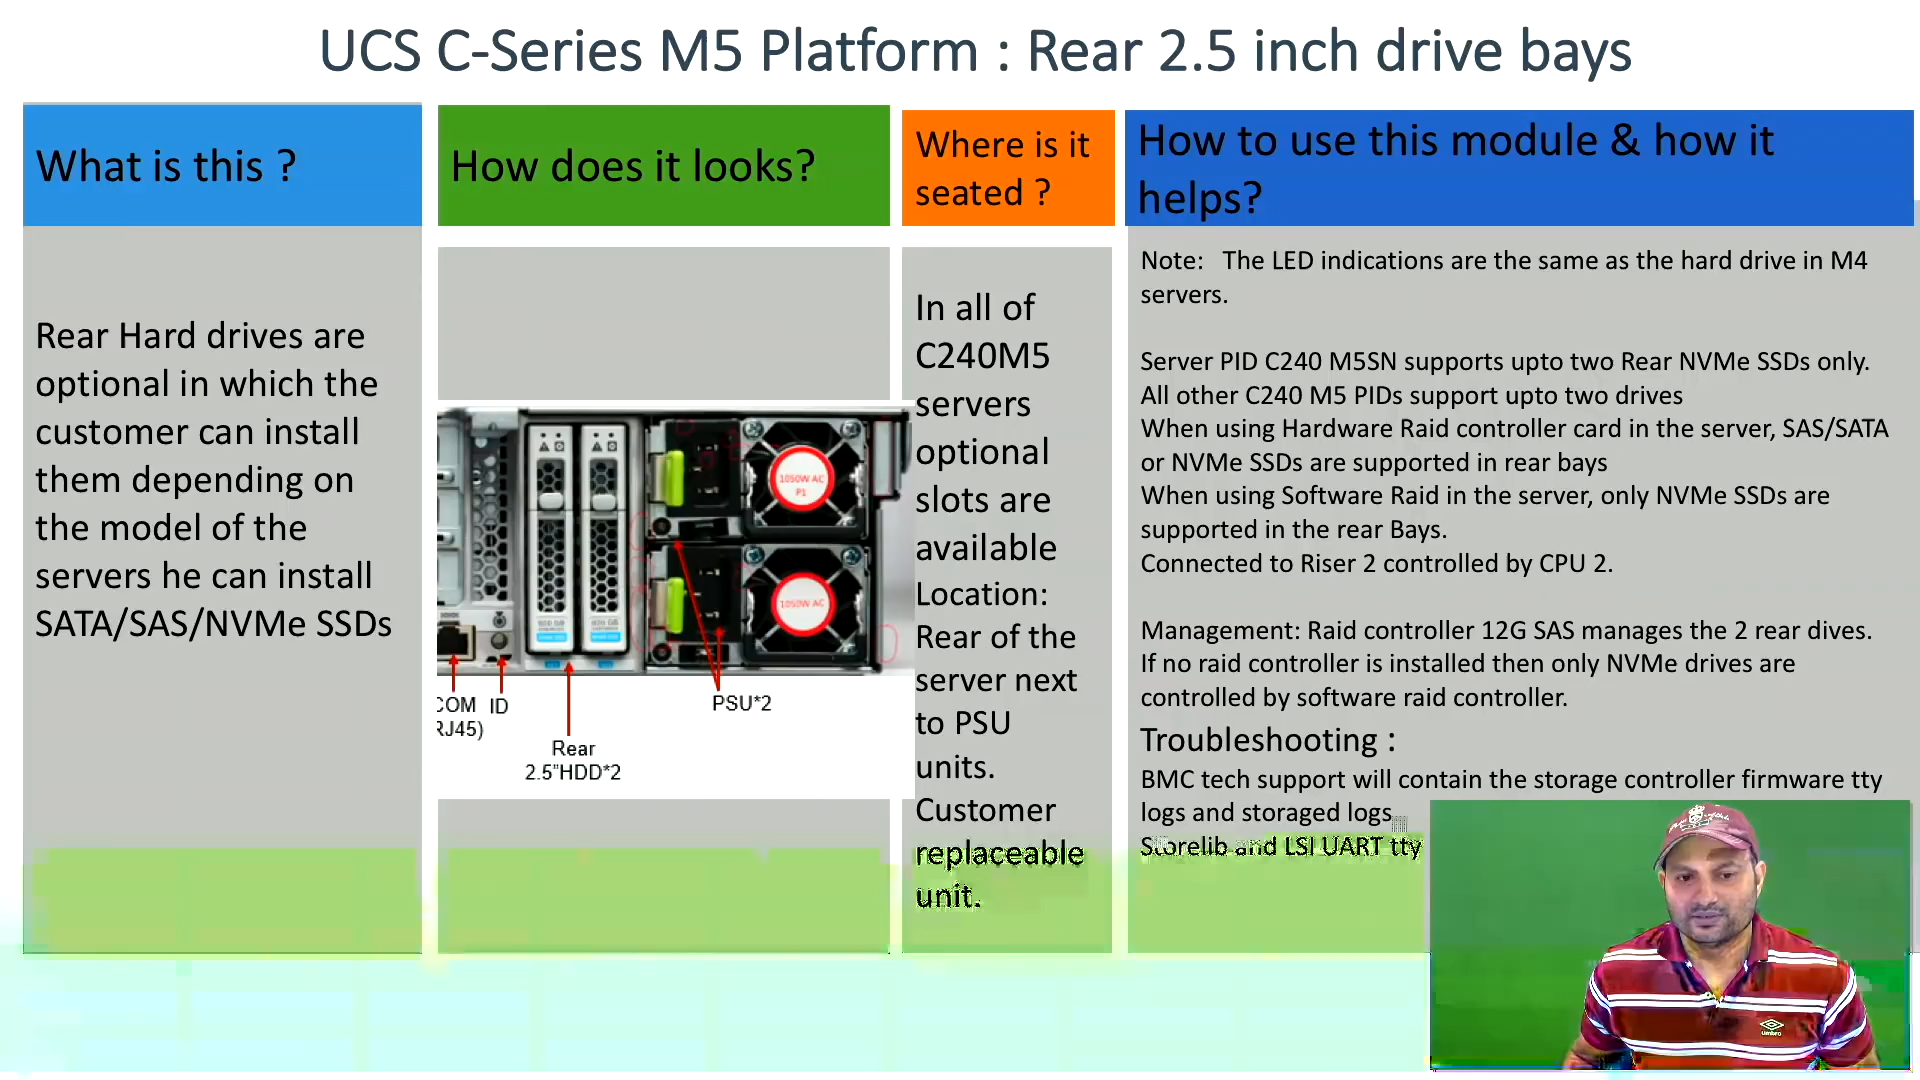 UCS C-Series M5 Platform : Rear 2.5 inch drive bays
What is this ?
Rear Hard drives are
optional in which the
customer can install
them depending on
the model of the
servers he can install
SATA/SAS/NVMe SSDs
How does it looks?
1050W AC
P1
1050W AC
COM
RJ45)
ID
PSU*2
Rear
2.5"HDD*2
Where is it
seated ?
In all of
C240M5
servers
optional
slots are
available
Location:
Rear of the
server next
to PSU
units.
Customer
replaceable
unit.
How to use this module & how it
helps?
Note: The LED indications are the same as the hard drive in M4
servers.
Server PID C240 M5SN supports upto two Rear NVMe SSDs only.
All other C240 M5 PIDs support upto two drives
When using Hardware Raid controller card in the server, SAS/SATA
or NVMe SSDs are supported in rear bays
When using Software Raid in the server, only NVMe SSDs are
supported in the rear Bays.
Connected to Riser 2 controlled by CPU 2.
Management: Raid controller 12G SAS manages the 2 rear dives.
If no raid controller is installed then only NVMe drives are
controlled by software raid controller.
Troubleshooting :
BMC tech support will contain the storage controller firmware tty
logs and storaged logs
Storelib and LSI UART tty
umbro